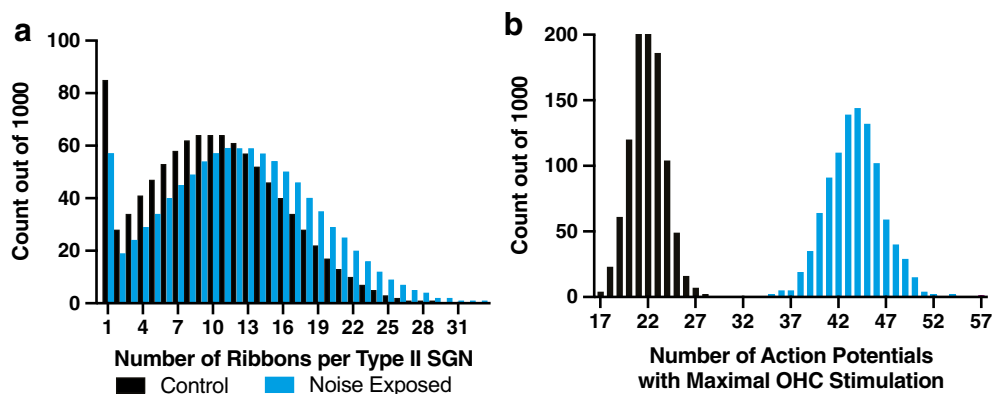 a
100
80
60
40
20
0
Count out of 1000
1 4 7 10 13 16 19 22 25 28 31
Number of Ribbons per Type II SGN
Control Noise Exposed
b
200
150
100
50
0
Count out of 1000
17 22 27 32 37 42 47 52 57
Number of Action Potentials
with Maximal OHC Stimulation